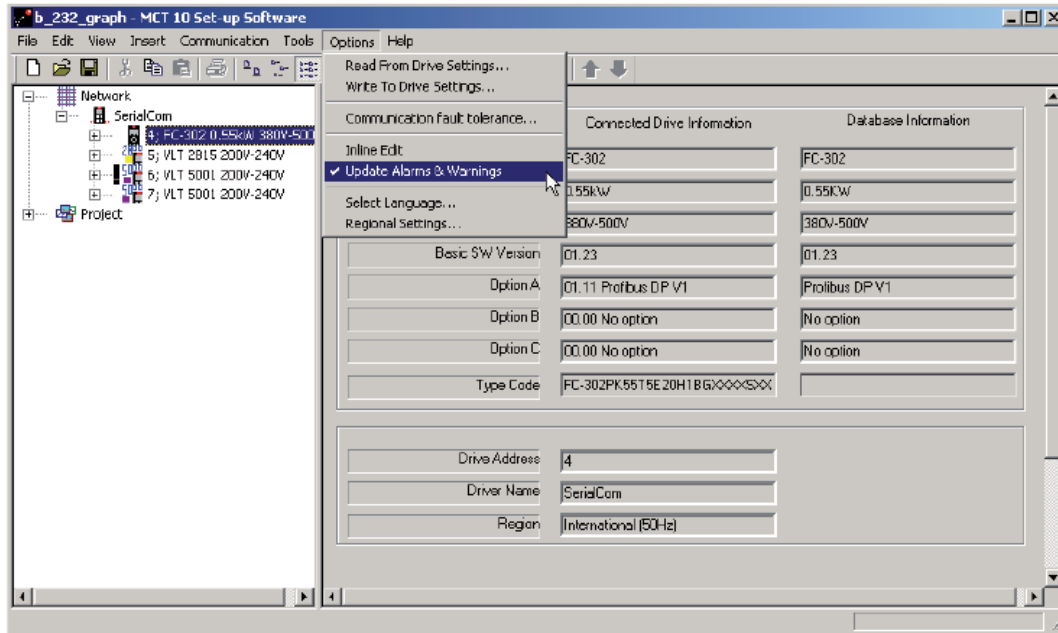 b_232_graph - MCT 10 Set-up Software
File Edit View Insert Communication Tools Options Help
Read From Drive Settings...
Write To Drive Settings...
Communication fault tolerance...
Inline Edit
Update Alarms & Warnings
Select Language...
Regional Settings...
Network
SerialCom
4; FC-302 0.55kW 380V-500
5; VLT 2815 200V-240V
6; VLT 5001 200V-240V
7; VLT 5001 200V-240V
Project
Connected Drive Information Database Information
FC-302 FC-302
0.55KW 0.55KW
380V-500V 380V-500V
Basic SW Version 01.23 01.23
Option A 01.11 Profibus DP V1 Profibus DP V1
Option B 00.00 No option No option
Option C 00.00 No option No option
Type Code FC-302PK55T5E20H1BGXXXXSXX
Drive Address 4
Driver Name SerialCom
Region International (50Hz)